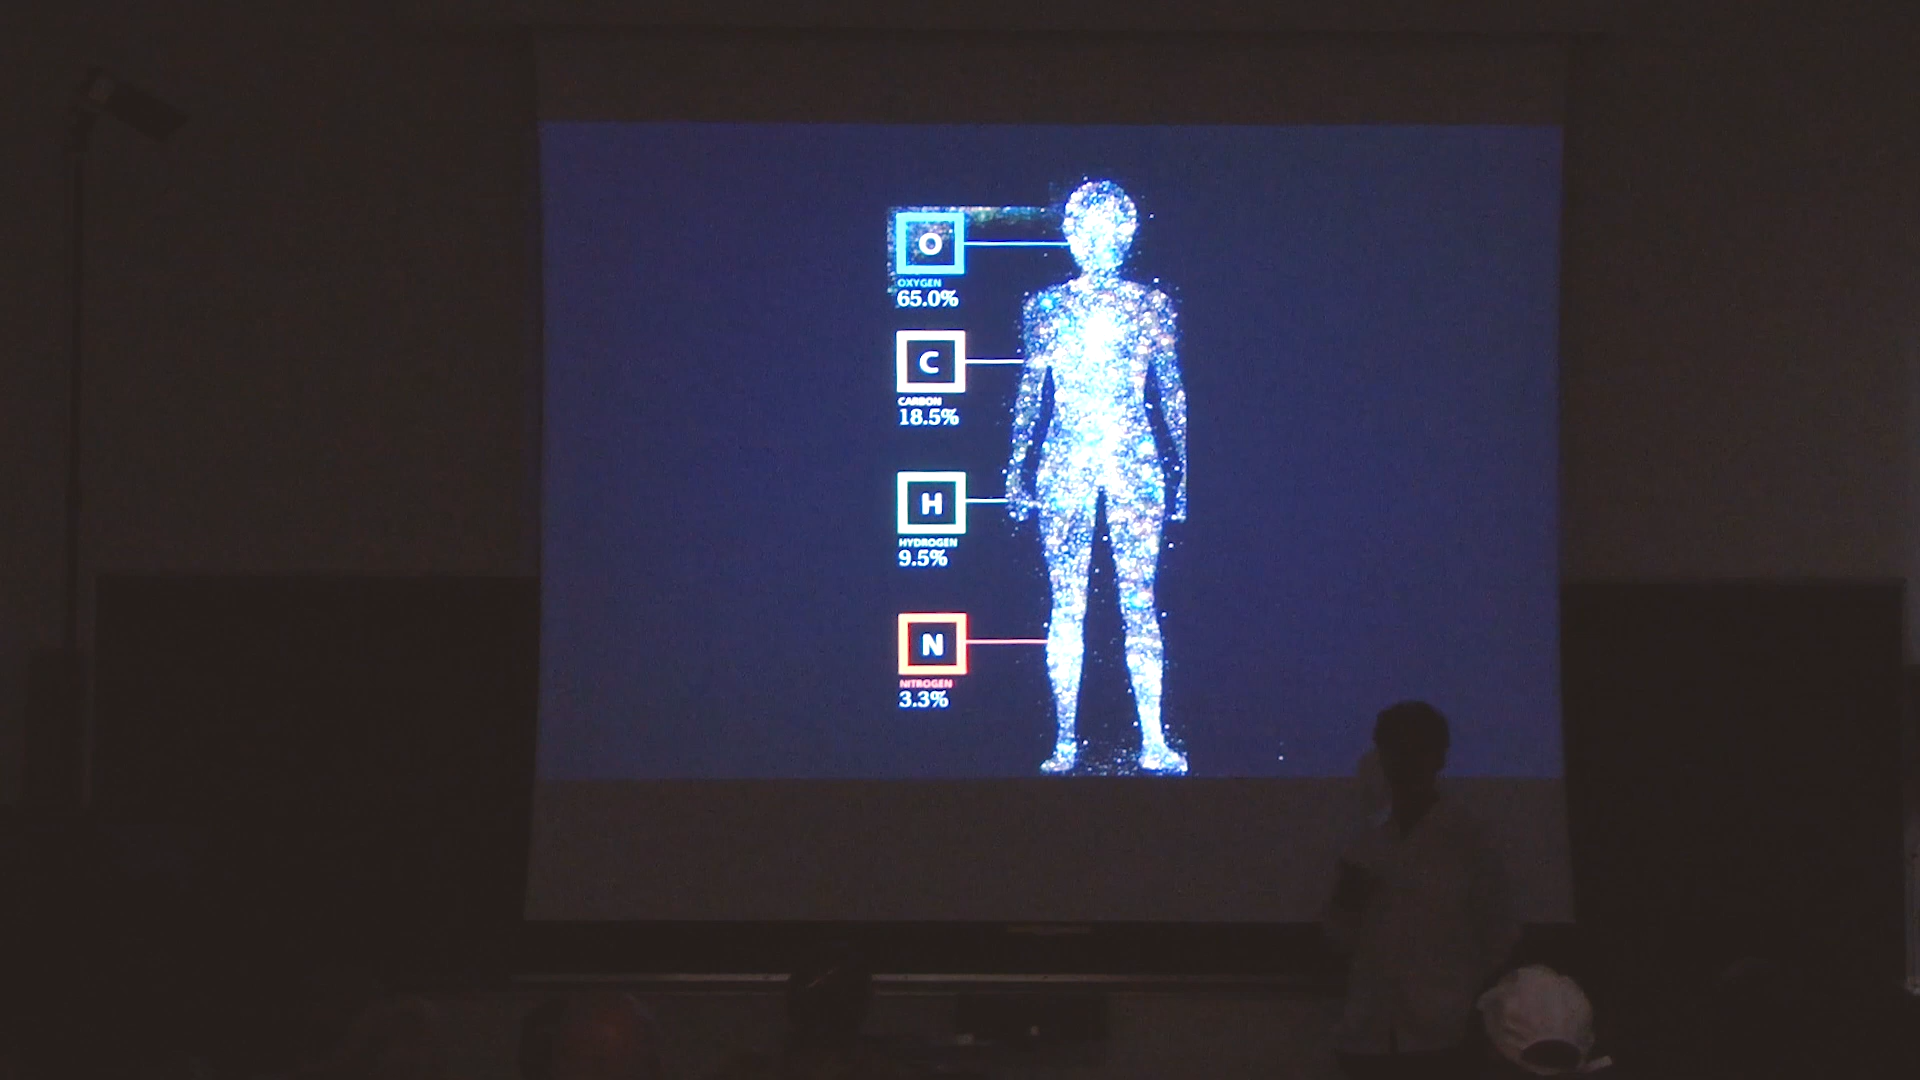 O
OXYGEN
65.0%
C
CARBON
18.5%
H
HYDROGEN
9.5%
N
NITROGEN
3.3%